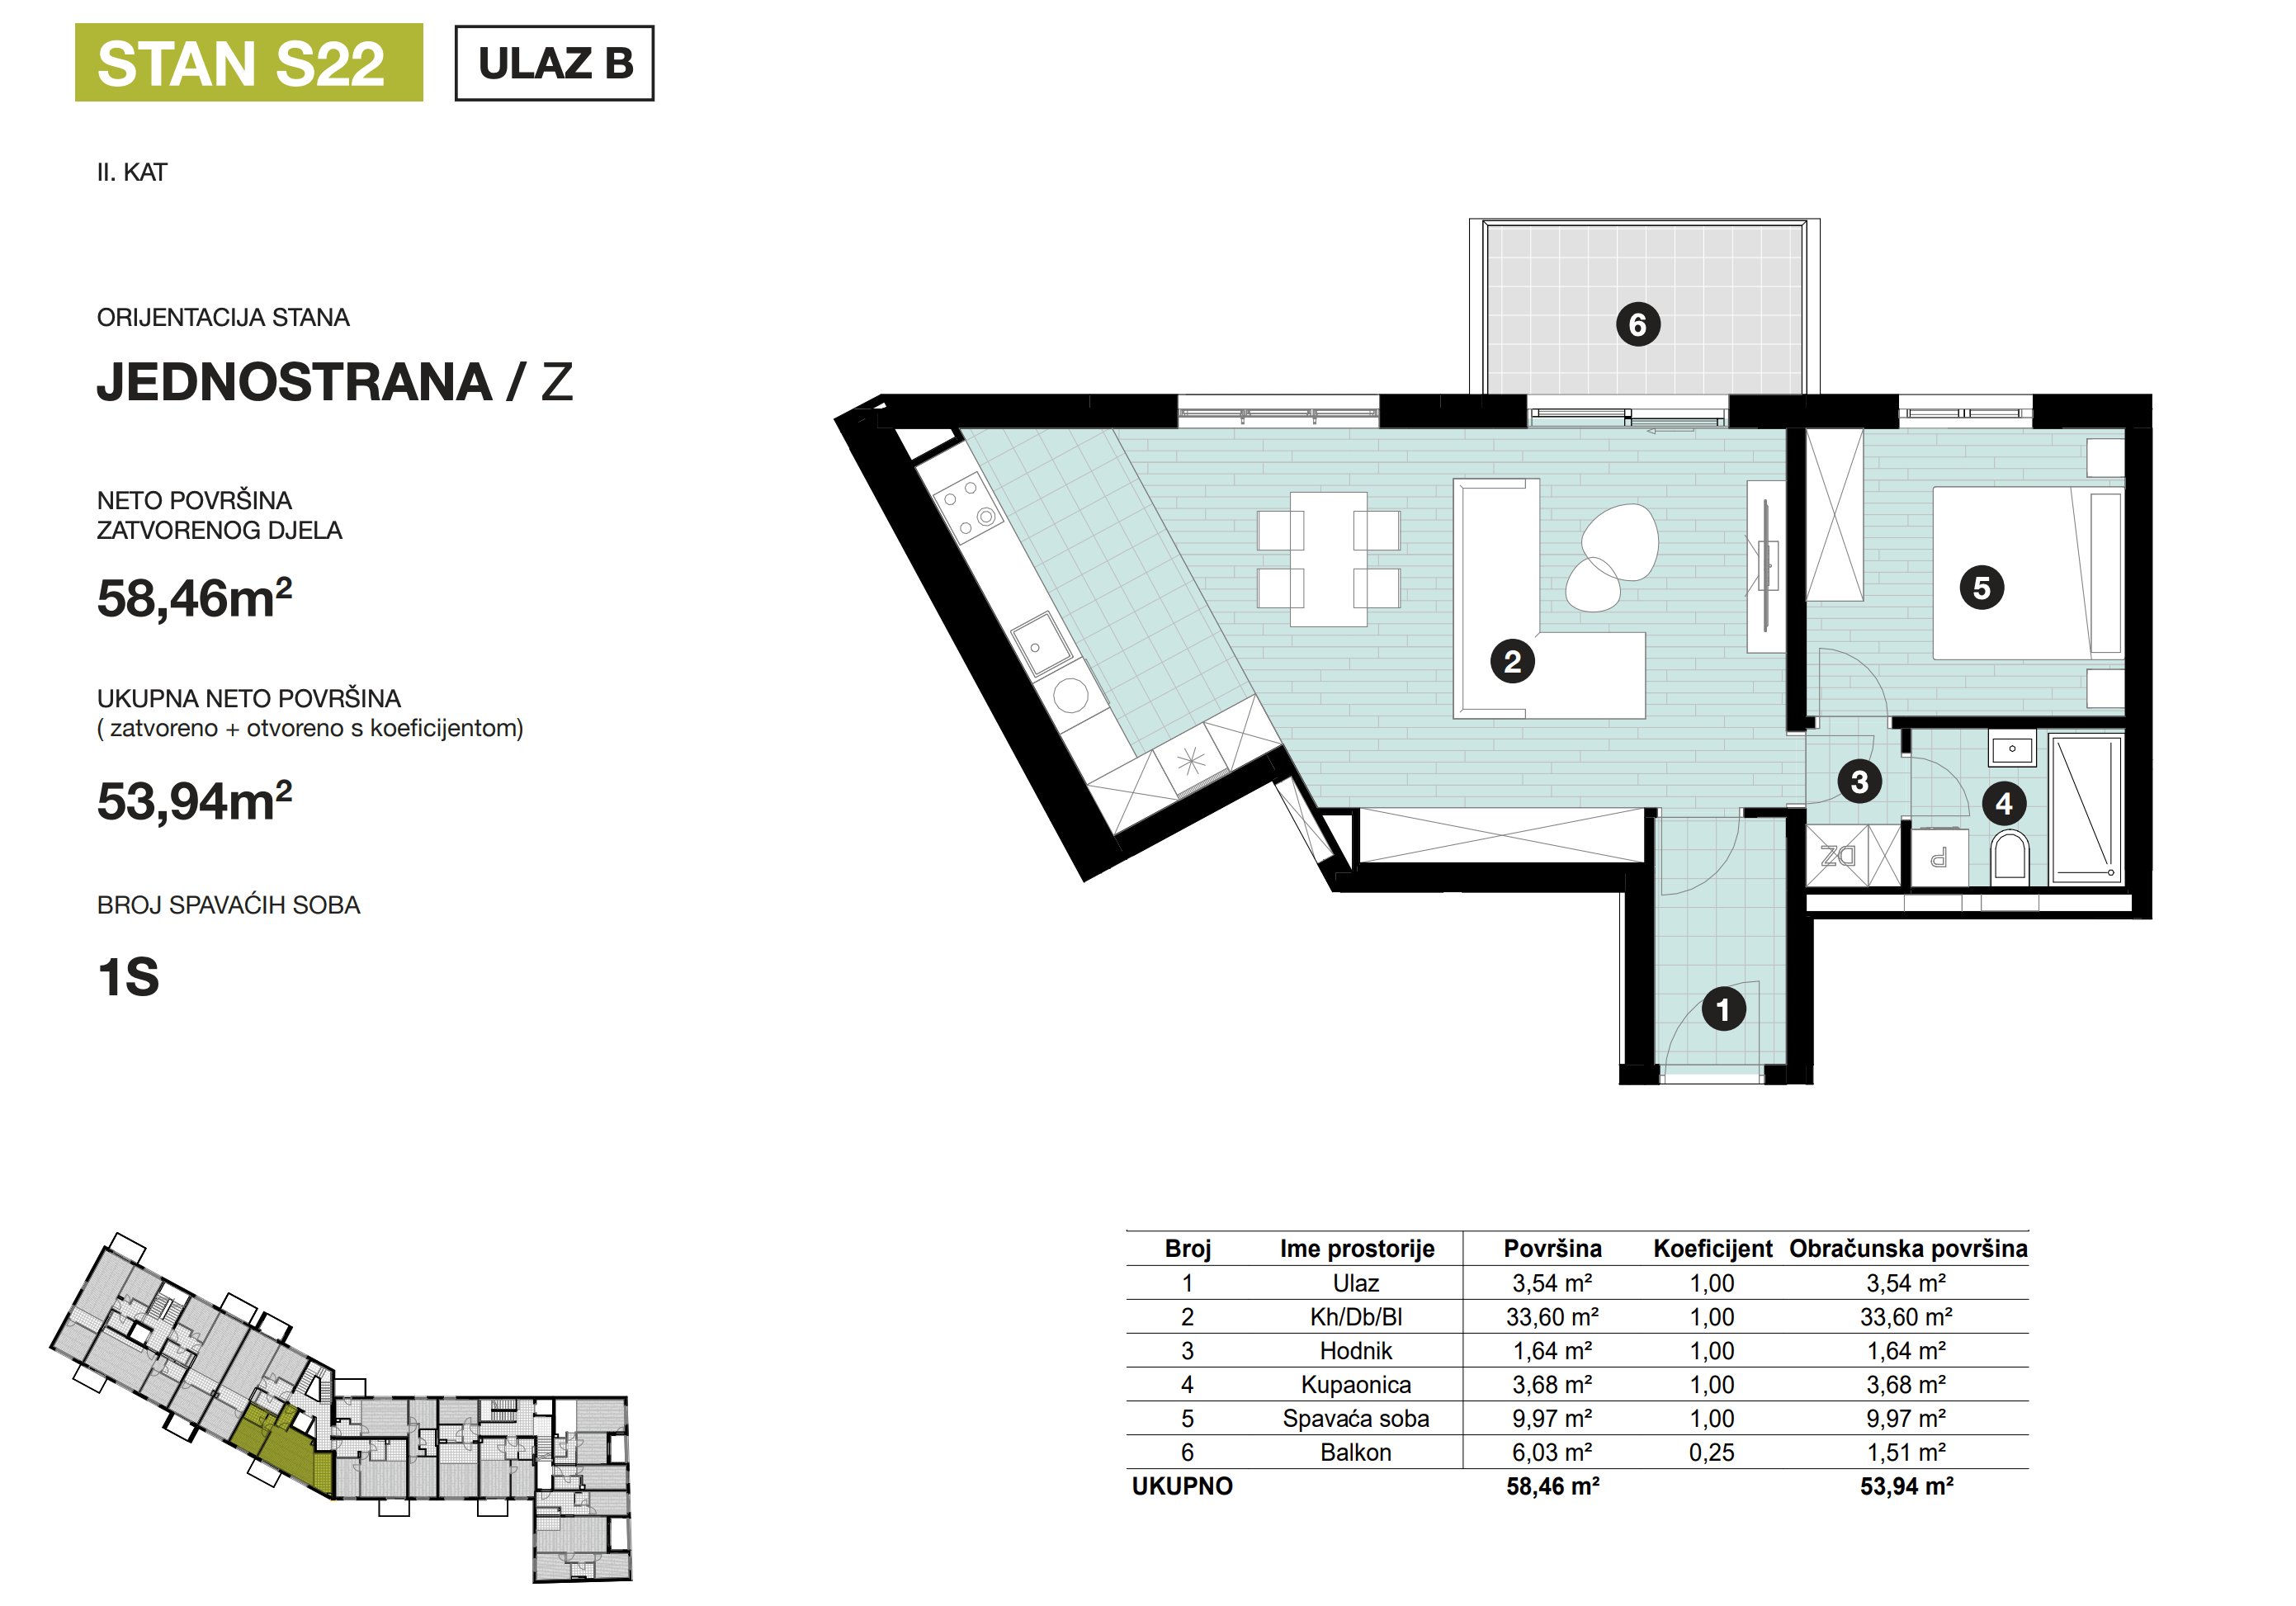 STAN S22
ULAZ B
II. KAT
ORIJENTACIJA STANA
JEDNOSTRANA / Z
NETO POVRŠINA
ZATVORENOG DJELA
58,46m²
UKUPNA NETO POVRŠINA
( zatvoreno + otvoreno s koeficijentom)
53,94m²
BROJ SPAVAĆIH SOBA
1S
6
5
2
3
4
DZ
P
1
Broj Ime prostorije Površina Koeficijent Obračunska površina
1 Ulaz 3,54 m² 1,00 3,54 m²
2 Kh/Db/Bl 33,60 m² 1,00 33,60 m²
3 Hodnik 1,64 m² 1,00 1,64 m²
4 Kupaonica 3,68 m² 1,00 3,68 m²
5 Spavaća soba 9,97 m² 1,00 9,97 m²
6 Balkon 6,03 m² 0,25 1,51 m²
UKUPNO 58,46 m² 53,94 m²